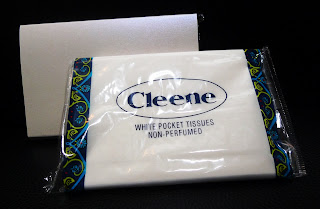 Cleene
WHITE POCKET TISSUES
NON-PERFUMED